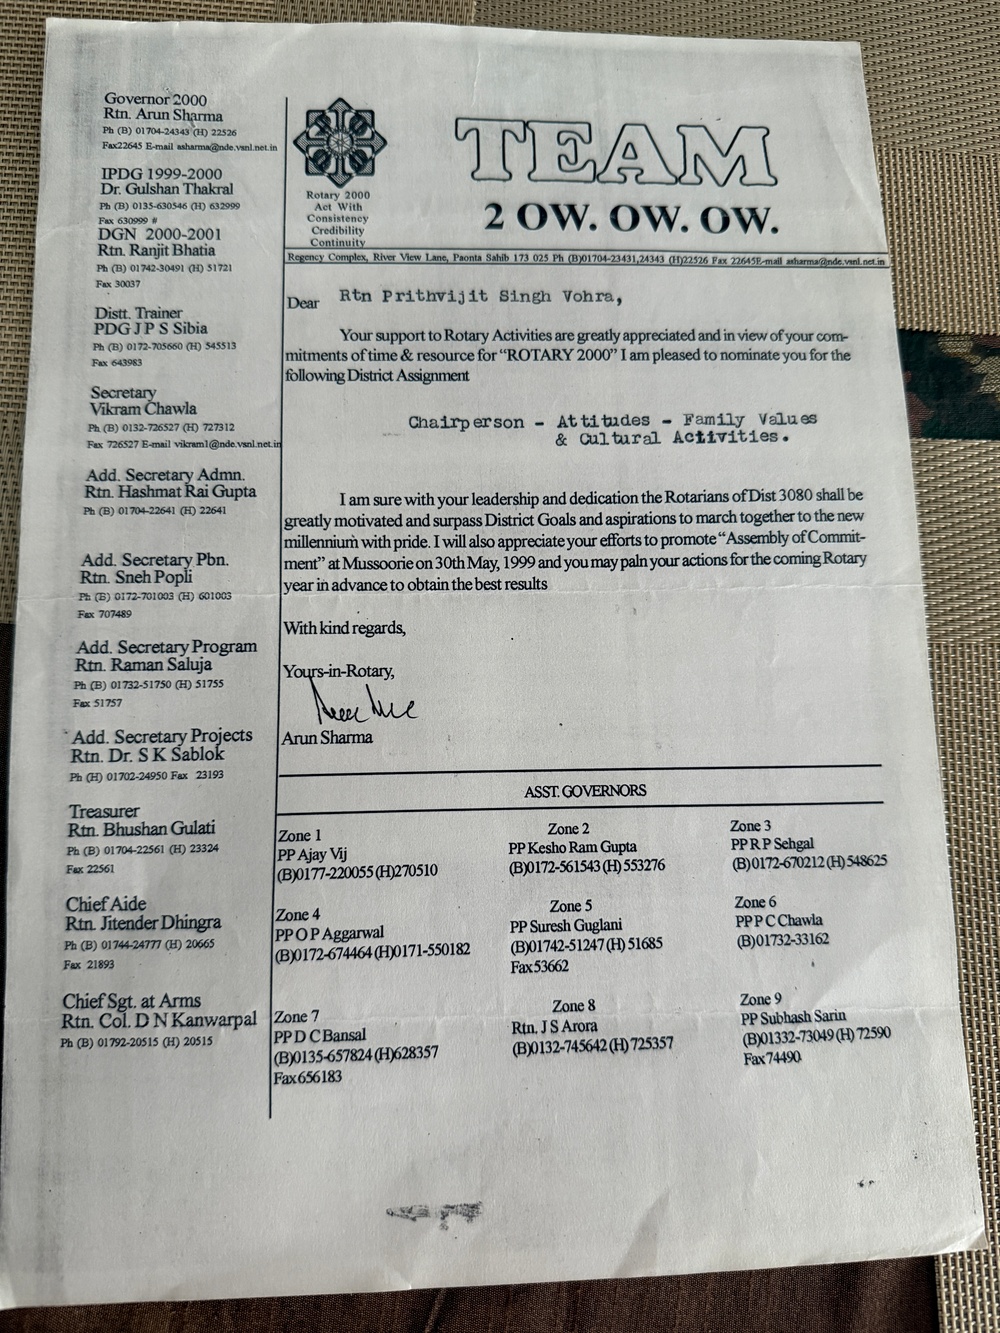 Governor 2000
Rtn. Arun Sharma
Ph (B) 01704-24343 (H) 22526
Fax22645 E-mail asharma@nde.vsnl.net.in
IPDG 1999-2000
Dr. Gulshan Thakral
Ph (B) 0135-630546 (H) 632999
Fax 630999 #
DGN 2000-2001
Rtn. Ranjit Bhatia
Ph (B) 01742-30491 (H) 51721
Fax 30037
Distt. Trainer
PDG J P S Sibia
Ph (B) 0172-705660 (H) 545513
Fax 643983
Secretary
Vikram Chawla
Ph (B) 0132-726527 (H) 727312
Fax 726527 E-mail vikram1@nde.vsnl.net.in
Add. Secretary Admn.
Rtn. Hashmat Rai Gupta
Ph (B) 01704-22641 (H) 22641
Add. Secretary Pbn.
Rtn. Sneh Popli
Ph (B) 0172-701003 (H) 601003
Fax 707489
Add. Secretary Program
Rtn. Raman Saluja
Ph (B) 01732-51750 (H) 51755
Fax 51757
Add. Secretary Projects
Rtn. Dr. S K Sablok
Ph (H) 01702-24950 Fax 23193
Treasurer
Rtn. Bhushan Gulati
Ph (B) 01704-22561 (H) 23324
Fax 22561
Chief Aide
Rtn. Jitender Dhingra
Ph (B) 01744-24777 (H) 20665
Fax 21893
Chief Sgt. at Arms
Rtn. Col. D N Kanwarpal
Ph (B) 01792-20515 (H) 20515
Rotary 2000
Act With
Consistency
Credibility
Continuity
TEAM
2 OW. OW. OW.
Regency Complex, River View Lane, Paonta Sahib 173 025 Ph (B)01704-23431,24343 (H)22526 Fax 22645E-mail asharma@nde.vsnl.net.in
Dear Rtn Prithvijit Singh Vohra,
Your support to Rotary Activities are greatly appreciated and in view of your com-
mitments of time & resource for "ROTARY 2000" I am pleased to nominate you for the
following District Assignment
Chairperson - Attitudes - Family Values
& Cultural Activities.
I am sure with your leadership and dedication the Rotarians of Dist 3080 shall be
greatly motivated and surpass District Goals and aspirations to march together to the new
millennium with pride. I will also appreciate your efforts to promote "Assembly of Commit-
ment" at Mussoorie on 30th May, 1999 and you may paln your actions for the coming Rotary
year in advance to obtain the best results
With kind regards,
Yours-in-Rotary,
Arun Sharma
ASST. GOVERNORS
Zone 1
PP Ajay Vij
(B)0177-220055 (H)270510
Zone 2
PP Kesho Ram Gupta
(B)0172-561543 (H) 553276
Zone 3
PP R P Sehgal
(B)0172-670212 (H) 548625
Zone 4
PP O P Aggarwal
(B)0172-674464 (H)0171-550182
Zone 5
PP Suresh Guglani
(B)01742-51247 (H) 51685
Fax 53662
Zone 6
PP P C Chawla
(B)01732-33162
Zone 7
PP D C Bansal
(B)0135-657824 (H)628357
Fax 656183
Zone 8
Rtn. J S Arora
(B)0132-745642 (H) 725357
Zone 9
PP Subhash Sarin
(B)01332-73049 (H) 72590
Fax 74490